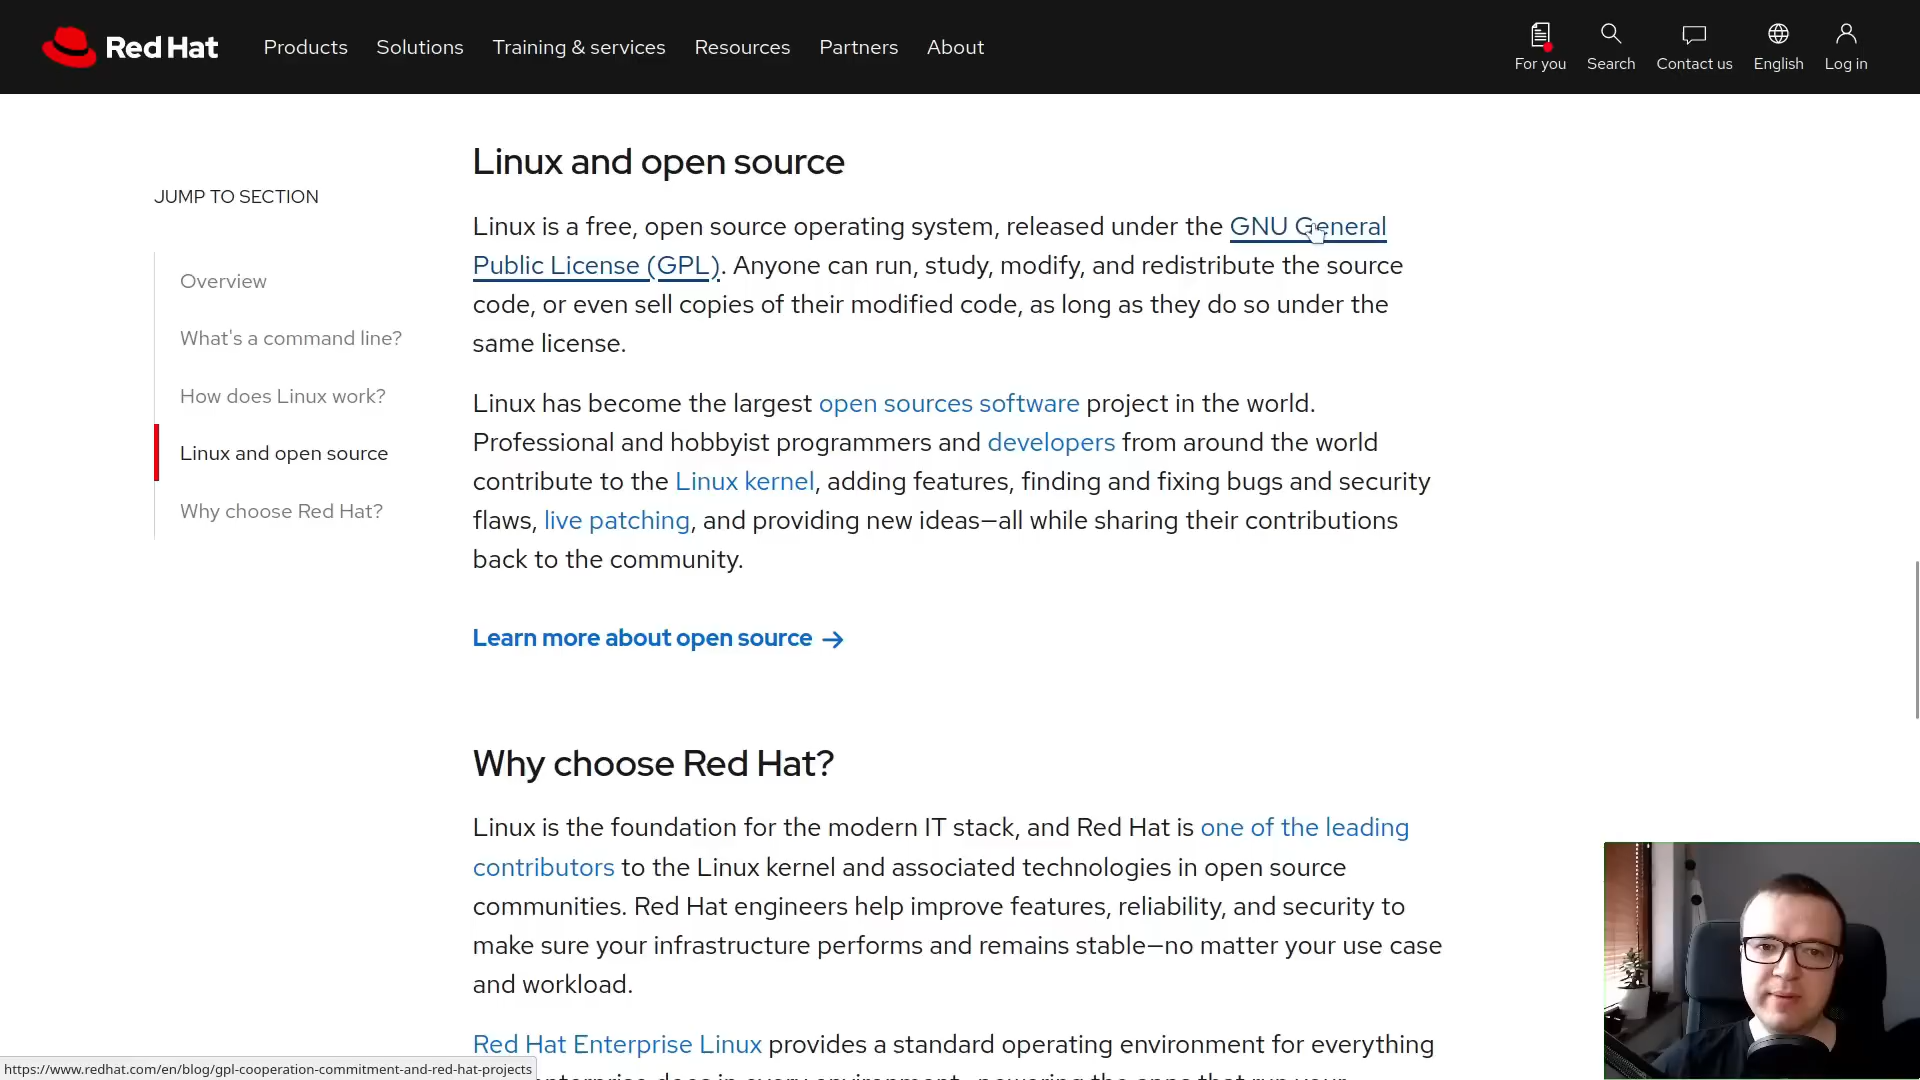 Red Hat
Products
Solutions
Training & services
Resources
Partners
About
For you
Search
Contact us
English
Log in
JUMP TO SECTION
Overview
What's a command line?
How does Linux work?
Linux and open source
Why choose Red Hat?
Linux and open source
Linux is a free, open source operating system, released under the GNU General
Public License (GPL). Anyone can run, study, modify, and redistribute the source
code, or even sell copies of their modified code, as long as they do so under the
same license.
Linux has become the largest open sources software project in the world.
Professional and hobbyist programmers and developers from around the world
contribute to the Linux kernel, adding features, finding and fixing bugs and security
flaws, live patching, and providing new ideas—all while sharing their contributions
back to the community.
Learn more about open source →
Why choose Red Hat?
Linux is the foundation for the modern IT stack, and Red Hat is one of the leading
contributors to the Linux kernel and associated technologies in open source
communities. Red Hat engineers help improve features, reliability, and security to
make sure your infrastructure performs and remains stable—no matter your use case
and workload.
Red Hat Enterprise Linux provides a standard operating environment for everything
enterprise does in every environment—powering the apps that run your
https://www.redhat.com/en/blog/gpl-cooperation-commitment-and-red-hat-projects